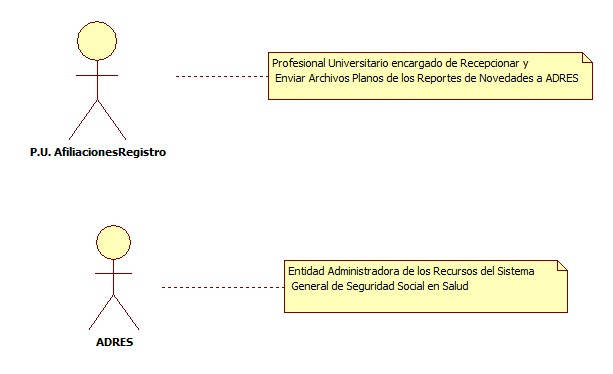 Profesional Universitario encargado de Recepcionar y
Enviar Archivos Planos de los Reportes de Novedades a ADRES
P.U. AfiliacionesRegistro
Entidad Administradora de los Recursos del Sistema
General de Seguridad Social en Salud
ADRES